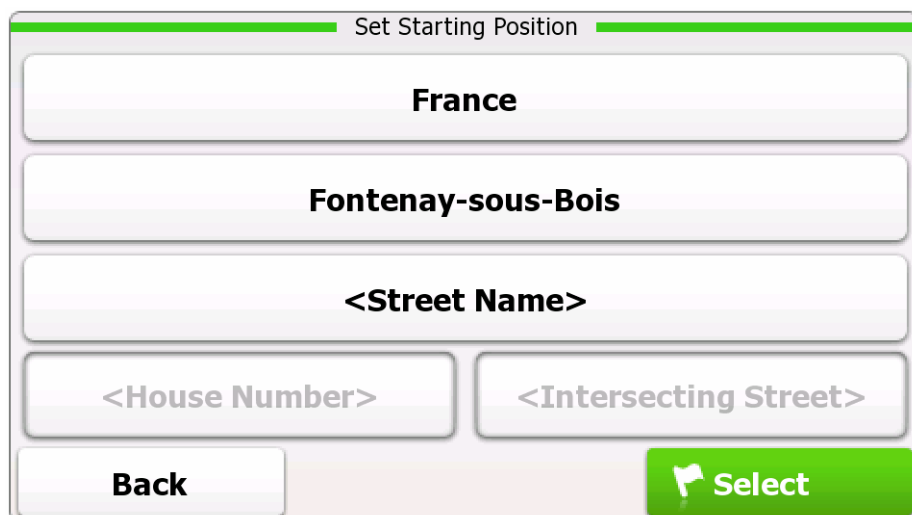 Set Starting Position
France
Fontenay-sous-Bois
<Street Name>
<House Number> <Intersecting Street>
Back Select